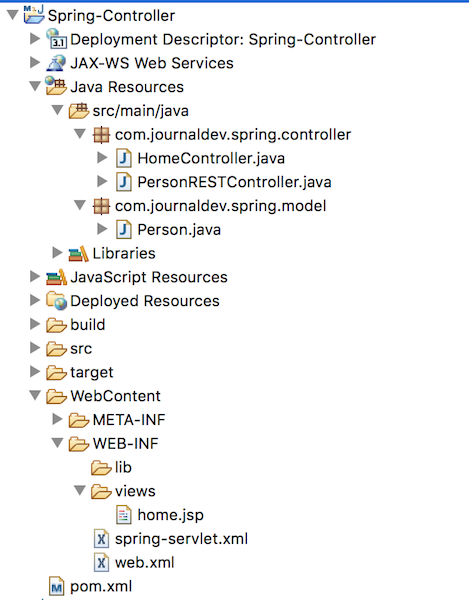 Spring-Controller
3.1 Deployment Descriptor: Spring-Controller
JAX-WS Web Services
Java Resources
src/main/java
com.journaldev.spring.controller
J HomeController.java
J PersonRESTController.java
com.journaldev.spring.model
J Person.java
Libraries
JavaScript Resources
Deployed Resources
build
src
target
WebContent
META-INF
WEB-INF
lib
views
home.jsp
X spring-servlet.xml
X web.xml
M pom.xml